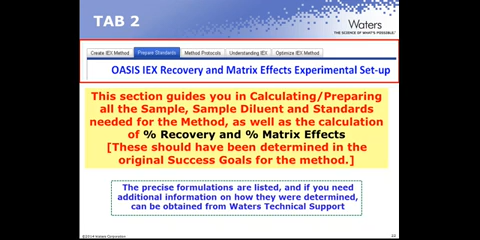 TAB 2
Waters
THE SCIENCE OF WHAT'S POSSIBLE.
Create IEX Method Prepare Standards Method Protocols Understanding IEX Optimize IEX Method
OASIS IEX Recovery and Matrix Effects Experimental Set-up
This section guides you in Calculating/Preparing
all the Sample, Sample Diluent and Standards
needed for the Method, as well as the calculation
of % Recovery and % Matrix Effects
[These should have been determined in the
original Success Goals for the method.]
The precise formulations are listed, and if you need
additional information on how they were determined,
can be obtained from Waters Technical Support
©2014 Waters Corporation